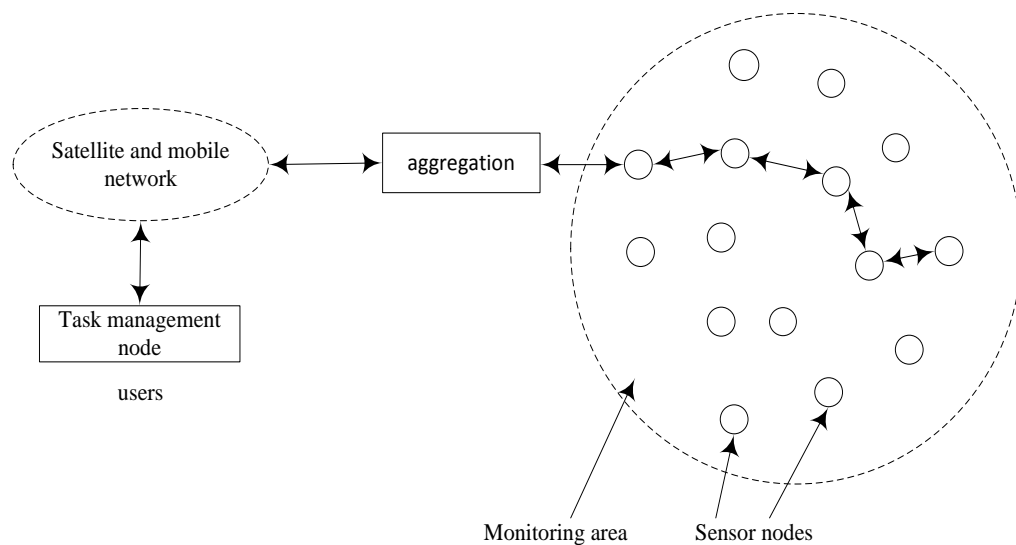 Satellite and mobile
network
aggregation
Task management
node
users
Monitoring area
Sensor nodes